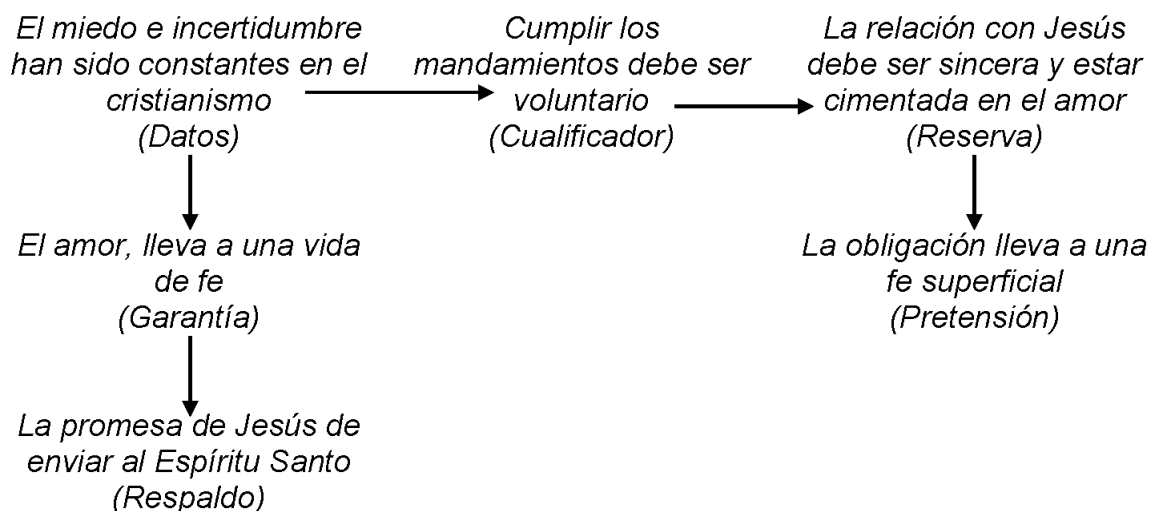 El miedo e incertidumbre
han sido constantes en el
cristianismo
(Datos)
Cumplir los
mandamientos debe ser
voluntario
(Cualificador)
La relación con Jesús
debe ser sincera y estar
cimentada en el amor
(Reserva)
El amor, lleva a una vida
de fe
(Garantía)
La obligación lleva a una
fe superficial
(Pretensión)
La promesa de Jesús de
enviar al Espíritu Santo
(Respaldo)